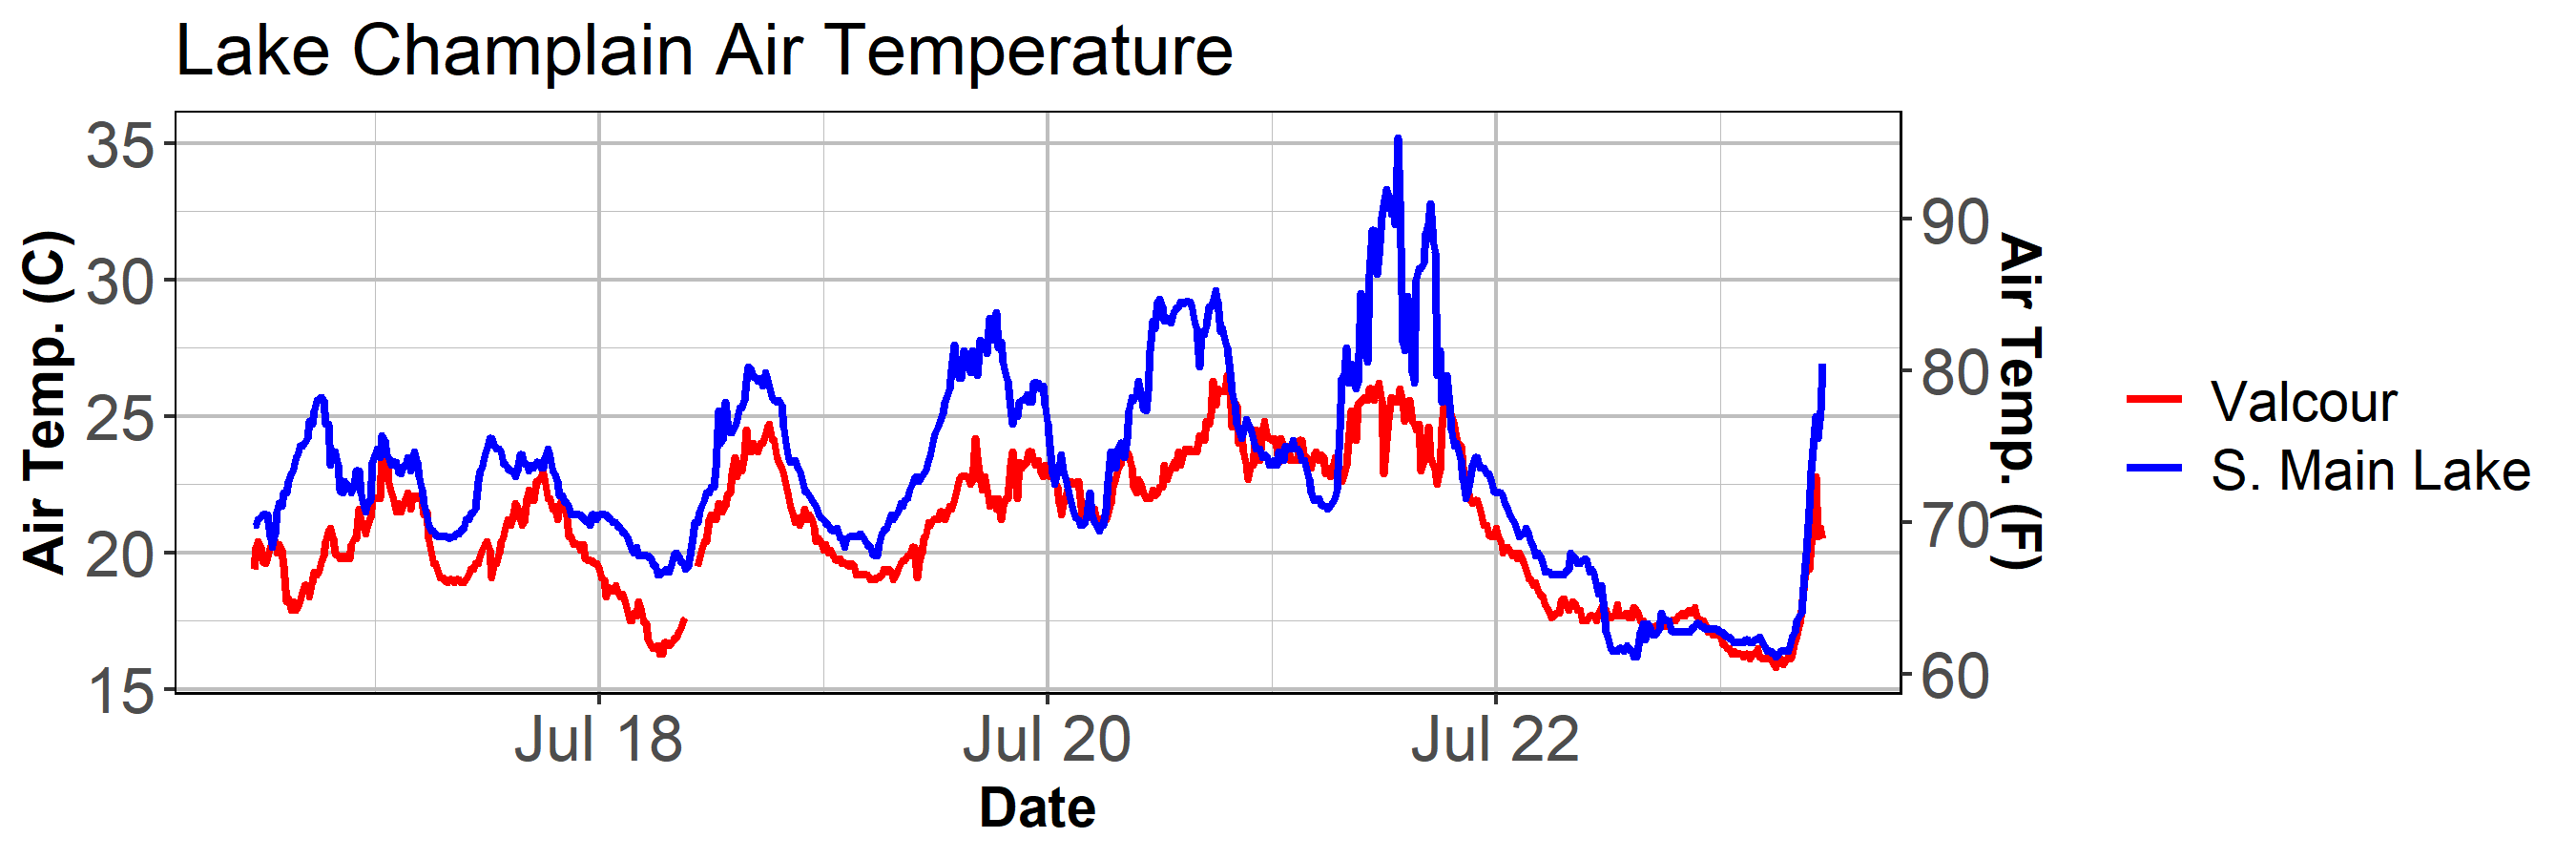 Lake Champlain Air Temperature
Air Temp. (C)
35
30
25
20
15
90
80
70
60
Air Temp. (F)
Jul 18
Jul 20
Jul 22
Date
Valcour
S. Main Lake